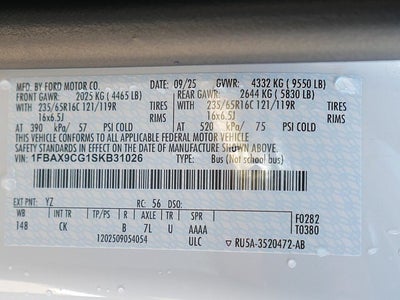 MFD. BY FORD MOTOR CO. 09/25 GVWR: 4332 KG ( 9550 LB)
FRONT GAWR: 2025 KG ( 4465 LB) REAR GAWR: 2644 KG ( 5830 LB)
235/65R16C 121/119R TIRES 235/65R16C 121/119R TIRES
16x6.5J RIMS 16x6.5J RIMS
AT 390 kPa/ 57 PSI COLD AT 520 kPa/ 75 PSI COLD
THIS VEHICLE CONFORMS TO ALL APPLICABLE FEDERAL MOTOR VEHICLE
SAFETY STANDARDS IN EFFECT ON THE DATE OF MANUFACTURE SHOWN ABOVE.
VIN: 1FBAX9CG1SKB31026 TYPE: Bus (Not school bus)
EXT PNT: YZ RC: 56 DSO: F0282
WB INT TR TP/PS R AXLE TR SPR T0380
148 CK B 7L U AAAA
1202509054054 ULC RU5A-3520472-AB